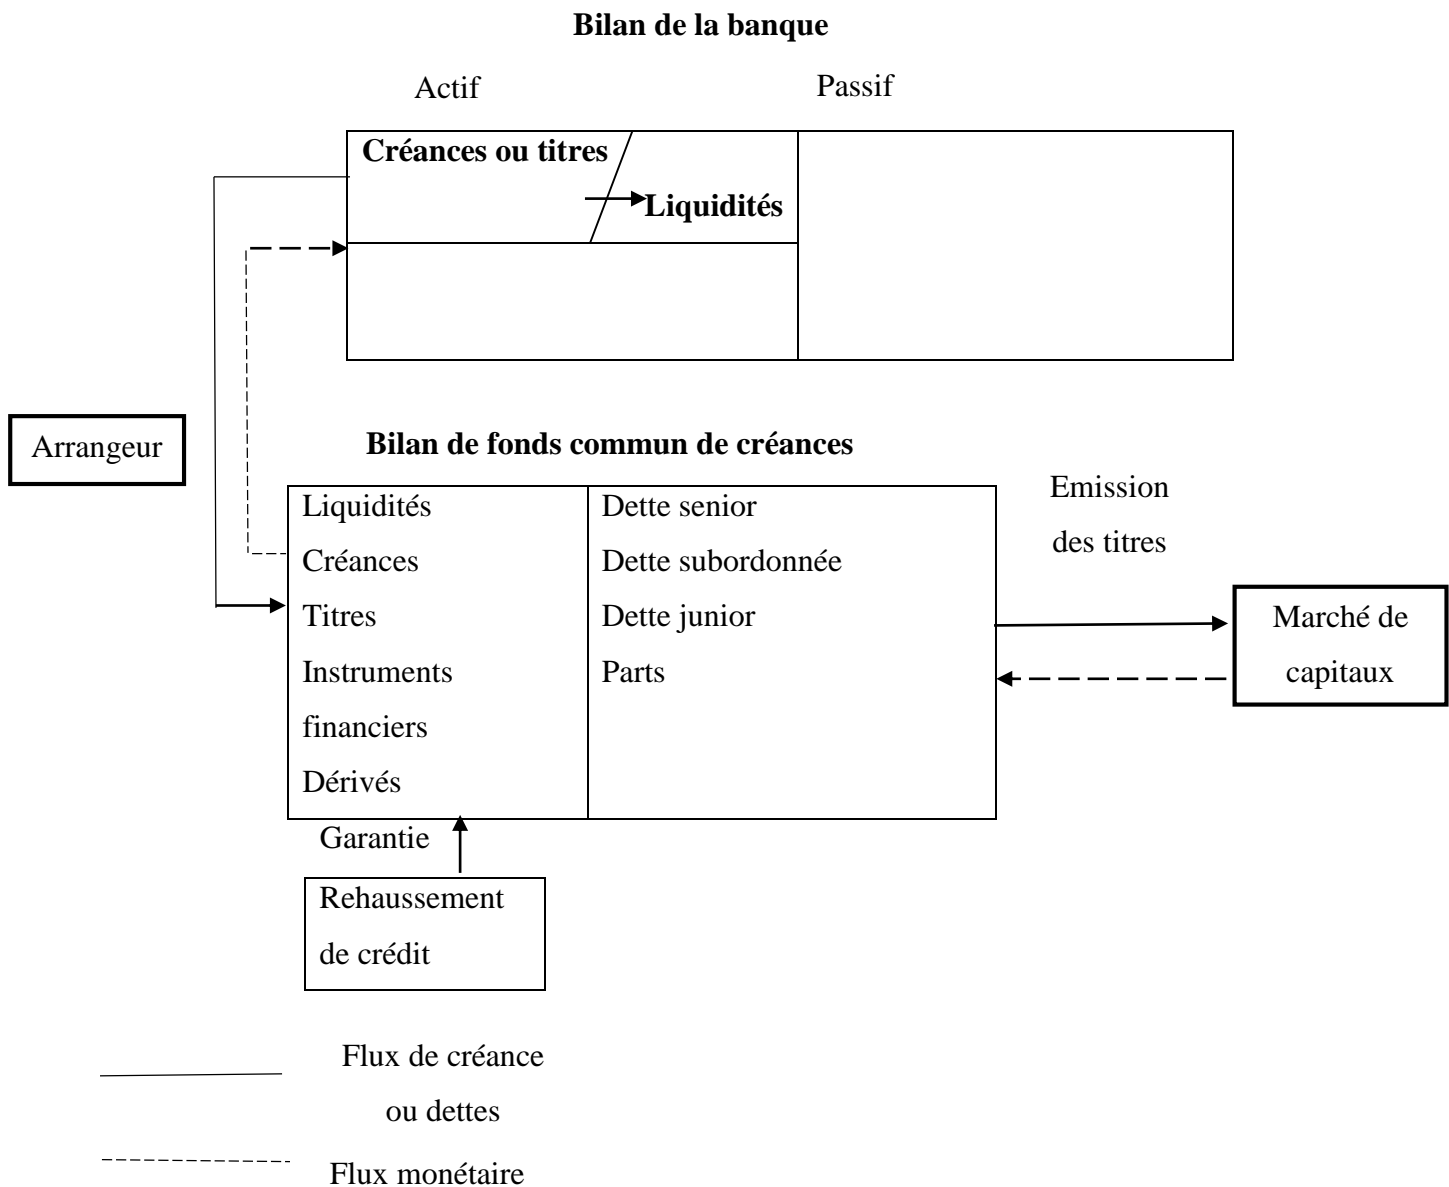 Bilan de la banque
Actif
Passif
Créances ou titres
Liquidités
Arrangeur
Bilan de fonds commun de créances
Liquidités
Créances
Titres
Instruments
financiers
Dérivés
Dette senior
Dette subordonnée
Dette junior
Parts
Emission
des titres
Marché de
capitaux
Garantie
Rehaussement
de crédit
Flux de créance
ou dettes
Flux monétaire